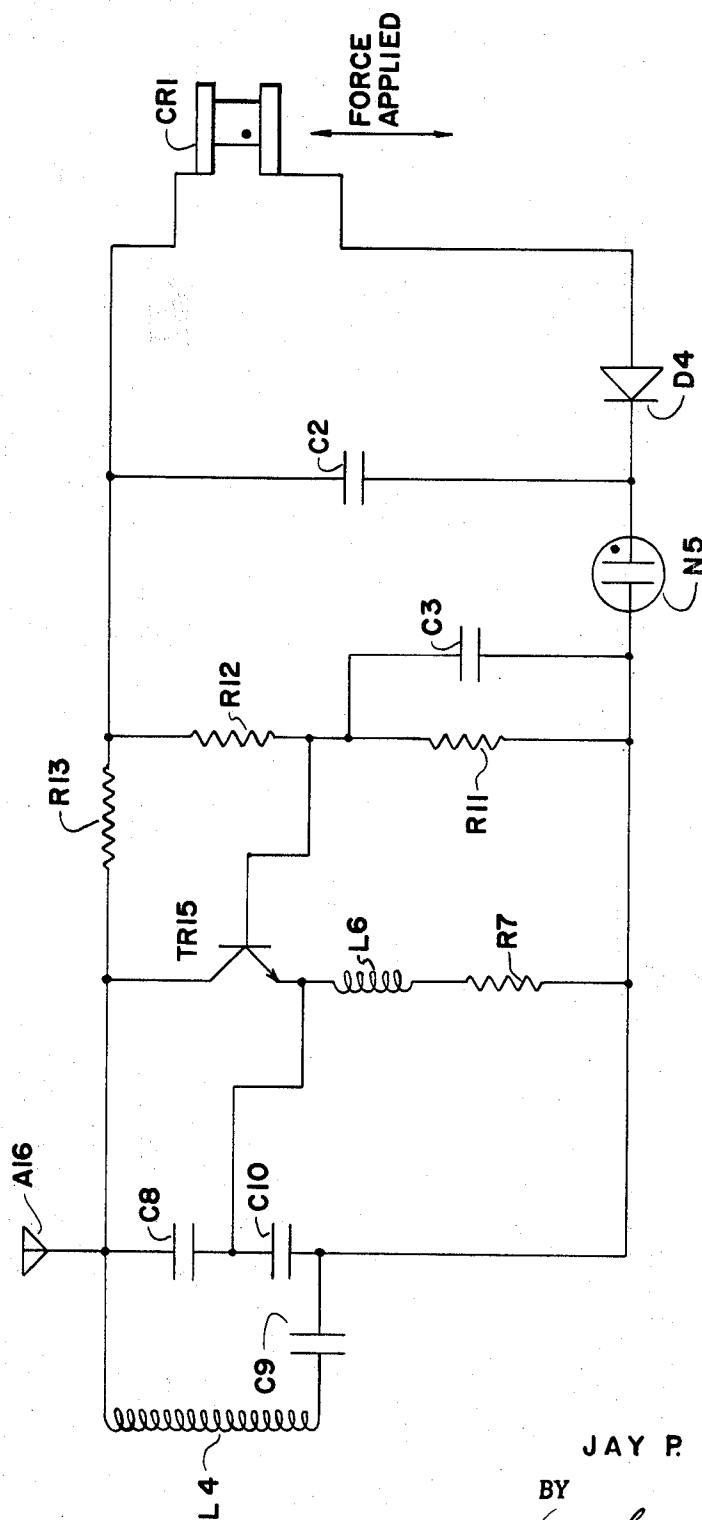 A16
C8
C10
C9
L4
TR15
L6
R7
R13
R12
R11
C3
C2
N5
D4
CR1
FORCE
APPLIED
JAY P.
BY